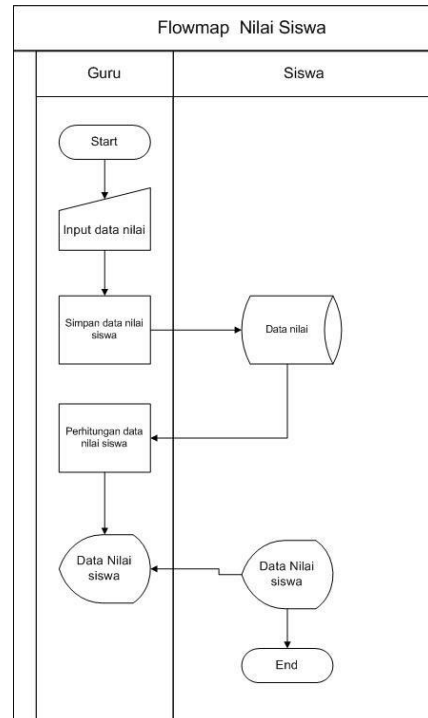 Flowmap Nilai Siswa
Guru
Siswa
Start
Input data nilai
Simpan data nilai
siswa
Data nilai
Perhitungan data
nilai siswa
Data Nilai
siswa
Data Nilai
siswa
End